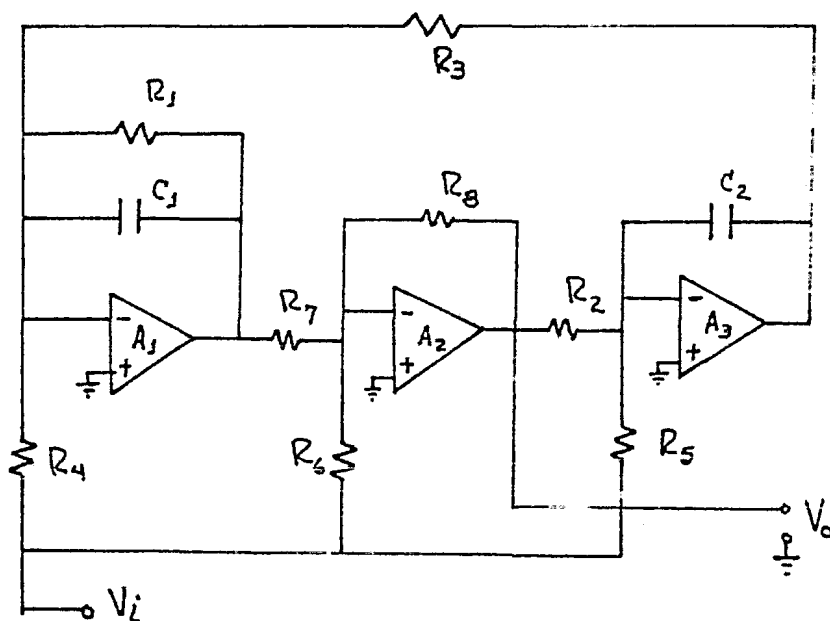 R3
R1
C1
R8
C2
R7
R2
- A1 +
- A2 +
- A3 +
R4
R6
R5
Vo
Vi